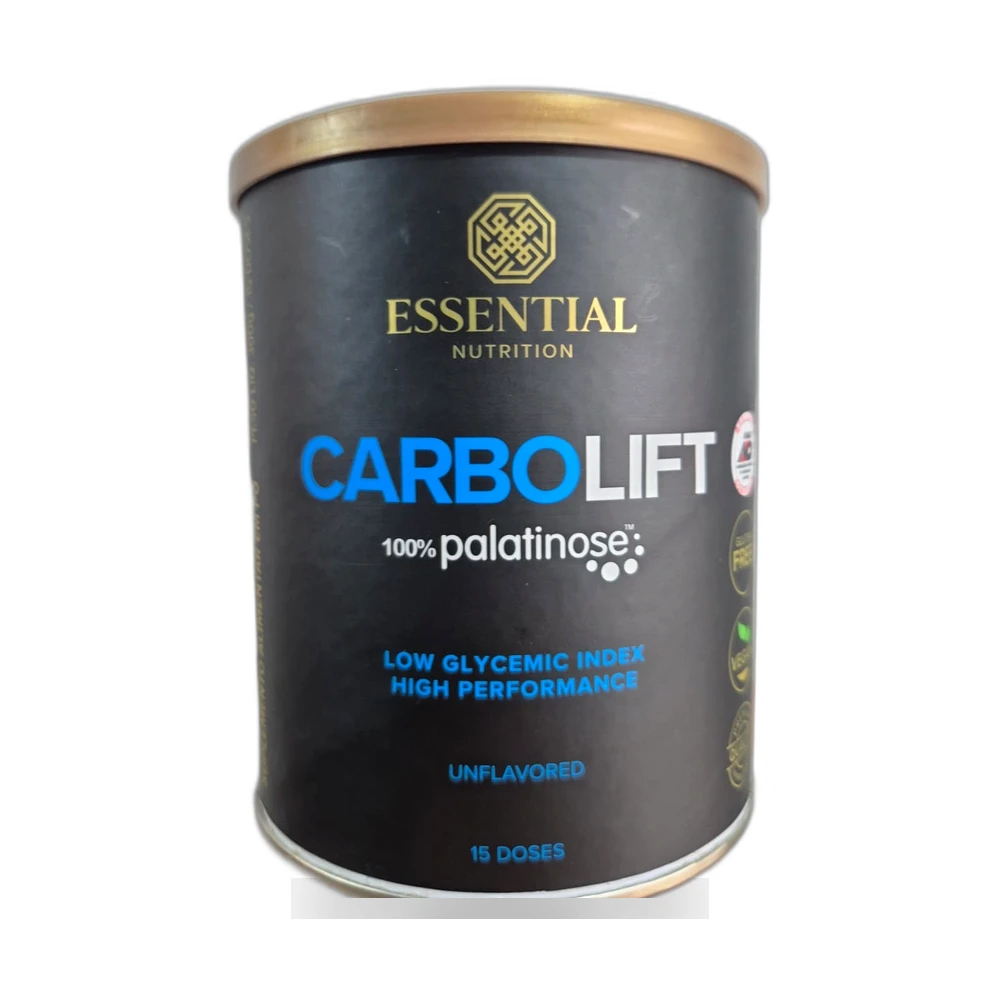 ESSENTIAL
NUTRITION
CARBOLIFT
100% palatinose™
LOW GLYCEMIC INDEX
HIGH PERFORMANCE
UNFLAVORED
15 DOSES